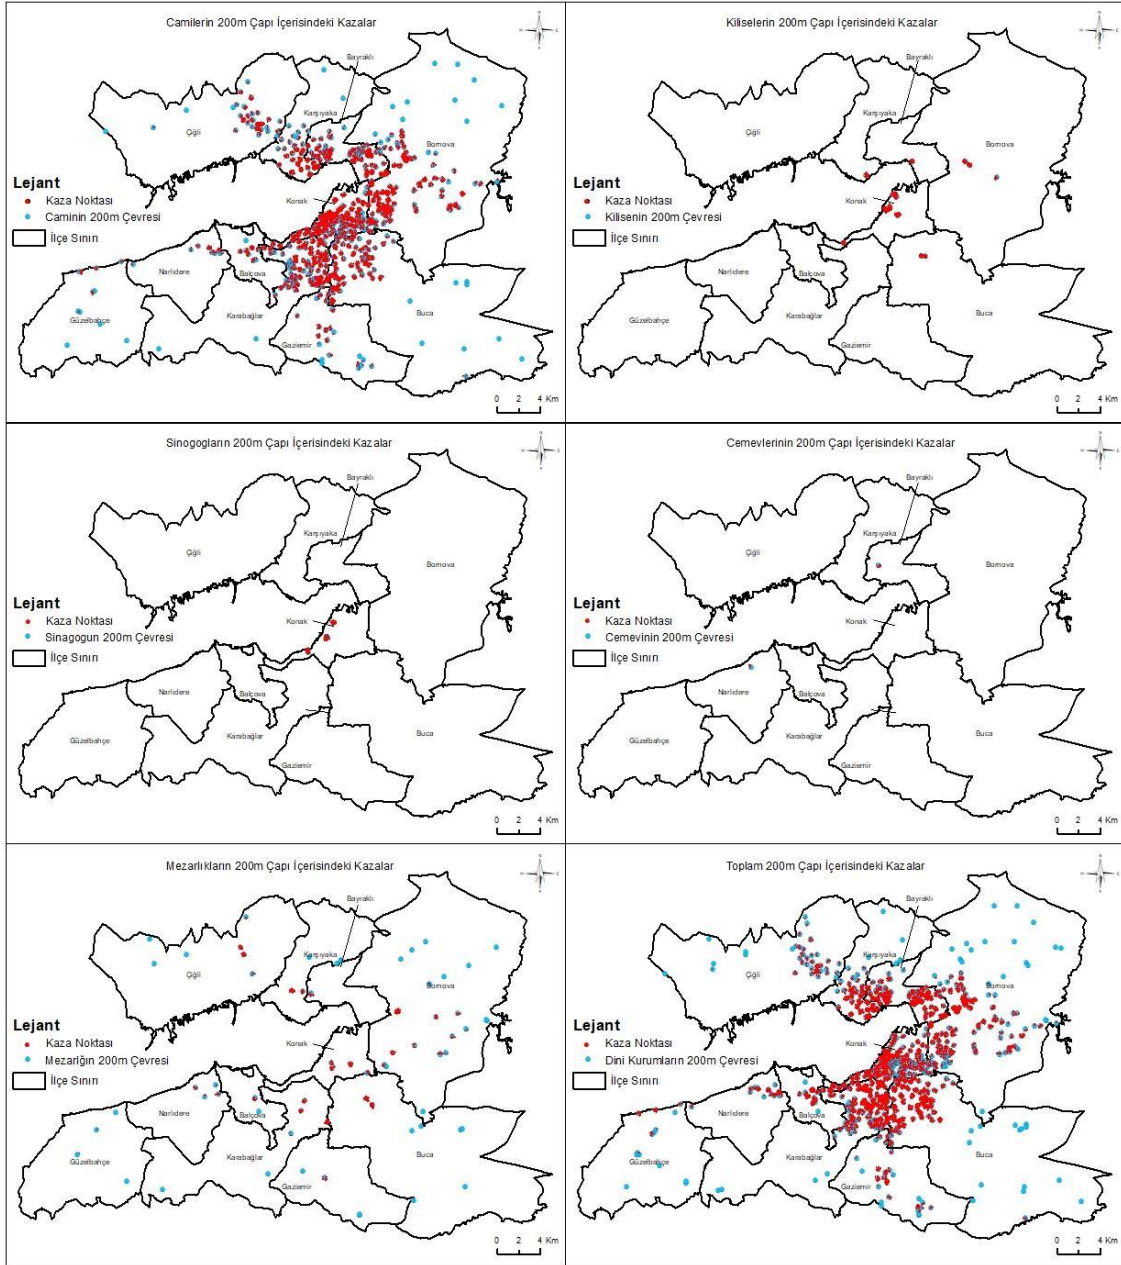 Camilerin 200m Çapı İçerisindeki Kazalar
Bayraklı
Karşıyaka
Çiğli
Bornova
Lejant
Kaza Noktası
Caminin 200m Çevresi
İlçe Sınırı
Konak
Narlıdere
Balçova
Güzelbahçe
Karabağlar
Buca
Gaziemir
0 2 4 Km
Kiliselerin 200m Çapı İçerisindeki Kazalar
Bayraklı
Karşıyaka
Çiğli
Bornova
Lejant
Kaza Noktası
Kilisenin 200m Çevresi
İlçe Sınırı
Konak
Narlıdere
Balçova
Güzelbahçe
Karabağlar
Buca
Gaziemir
0 2 4 Km
Sinogogların 200m Çapı İçerisindeki Kazalar
Bayraklı
Karşıyaka
Çiğli
Bornova
Lejant
Kaza Noktası
Sinagogun 200m Çevresi
İlçe Sınırı
Konak
Narlıdere
Balçova
Güzelbahçe
Karabağlar
Buca
Gaziemir
0 2 4 Km
Cemevlerinin 200m Çapı İçerisindeki Kazalar
Bayraklı
Karşıyaka
Çiğli
Bornova
Lejant
Kaza Noktası
Cemevinin 200m Çevresi
İlçe Sınırı
Konak
Narlıdere
Balçova
Güzelbahçe
Karabağlar
Buca
Gaziemir
0 2 4 Km
Mezarlıkların 200m Çapı İçerisindeki Kazalar
Bayraklı
Karşıyaka
Çiğli
Bornova
Lejant
Kaza Noktası
Mezarlığın 200m Çevresi
İlçe Sınırı
Konak
Narlıdere
Balçova
Güzelbahçe
Karabağlar
Buca
Gaziemir
0 2 4 Km
Toplam 200m Çapı İçerisindeki Kazalar
Bayraklı
Karşıyaka
Çiğli
Bornova
Lejant
Kaza Noktası
Dini Kurumların 200m Çevresi
İlçe Sınırı
Konak
Narlıdere
Balçova
Güzelbahçe
Karabağlar
Buca
Gaziemir
0 2 4 Km